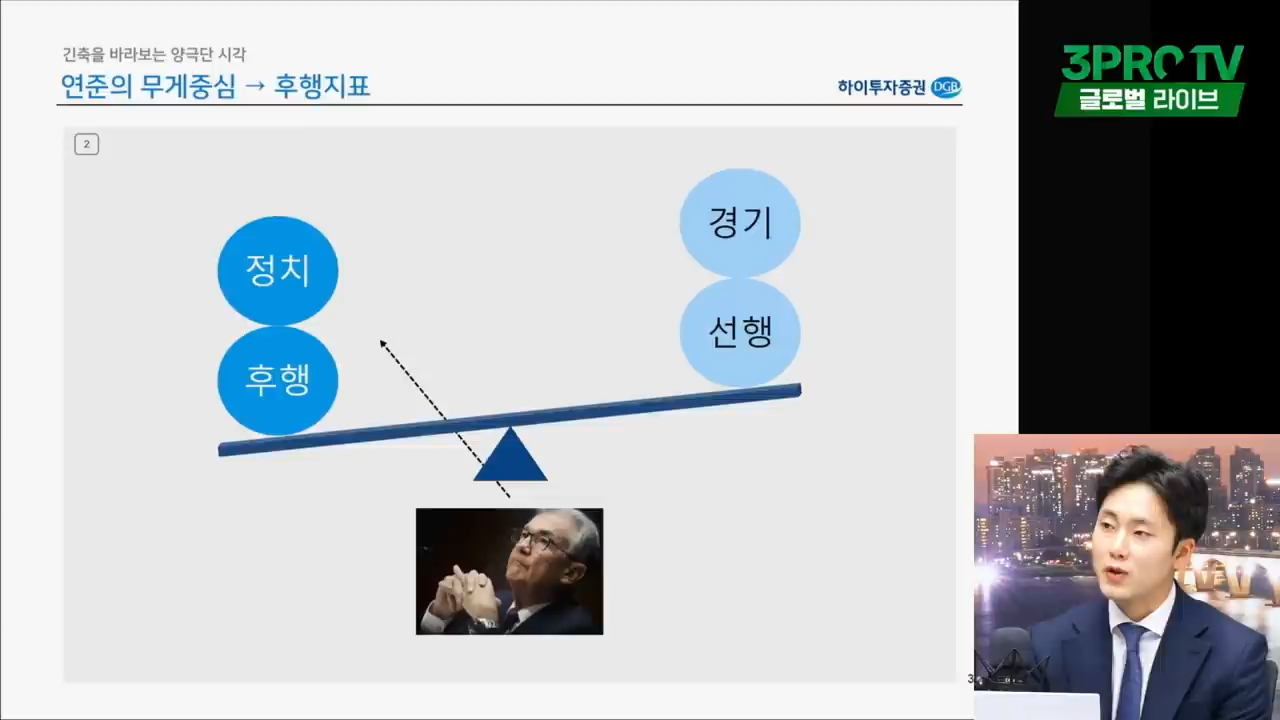 긴축을 바라보는 양극단 시각
연준의 무게중심 → 후행지표
하이투자증권 DGB
3PRO TV
글로벌 라이브
2
정치
후행
경기
선행
3